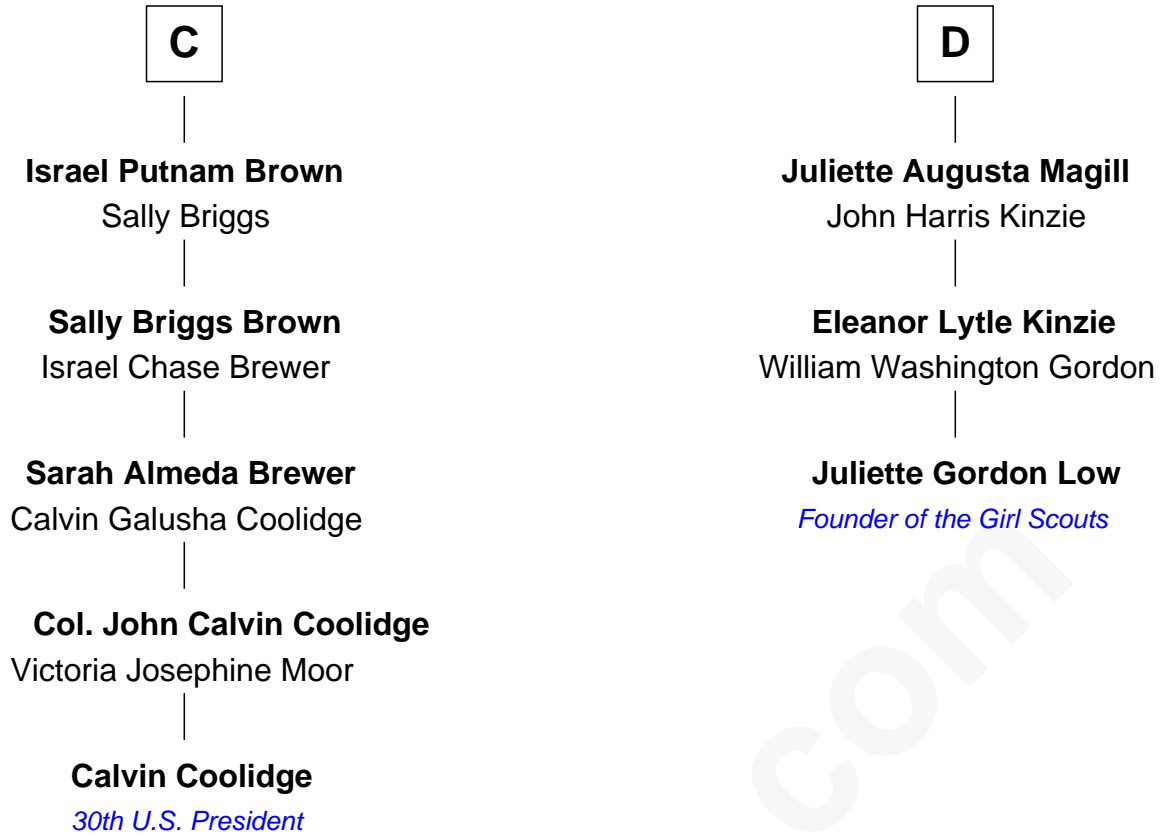 C
Israel Putnam Brown
Sally Briggs
Sally Briggs Brown
Israel Chase Brewer
Sarah Almeda Brewer
Calvin Galusha Coolidge
Col. John Calvin Coolidge
Victoria Josephine Moor
Calvin Coolidge
30th U.S. President
D
Juliette Augusta Magill
John Harris Kinzie
Eleanor Lytle Kinzie
William Washington Gordon
Juliette Gordon Low
Founder of the Girl Scouts
com